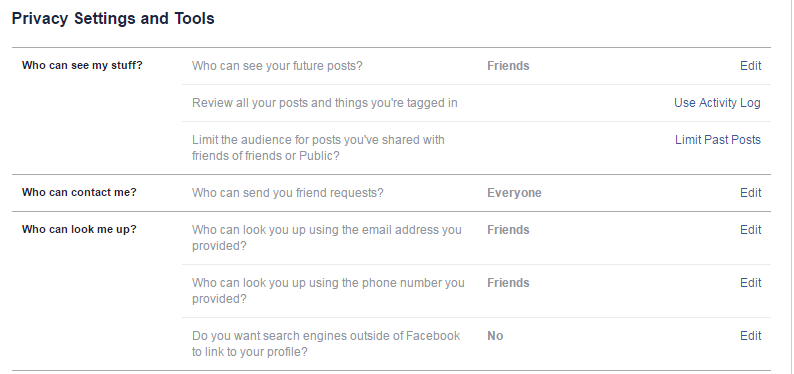 Privacy Settings and Tools
Who can see my stuff? Who can see your future posts? Friends Edit
Review all your posts and things you're tagged in Use Activity Log
Limit the audience for posts you've shared with Limit Past Posts
friends of friends or Public?
Who can contact me? Who can send you friend requests? Everyone Edit
Who can look me up? Who can look you up using the email address you Friends Edit
provided?
Who can look you up using the phone number you Friends Edit
provided?
Do you want search engines outside of Facebook No Edit
to link to your profile?